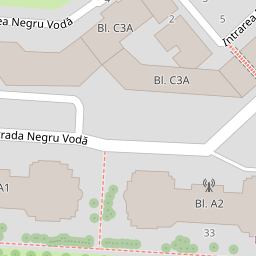 ea Negru Vodă
Bl. C3A
2
5
Intrarea
Bl. C3A
trada Negru Vodă
A1
Bl. A2
33